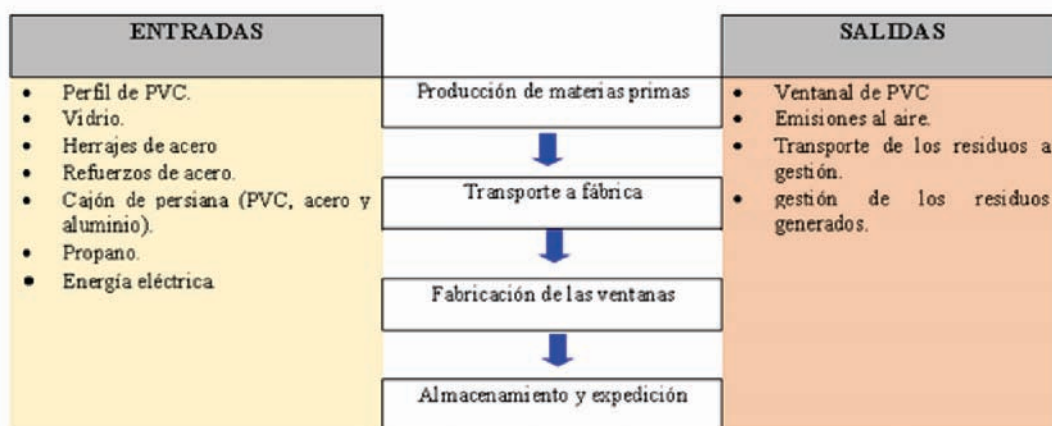 ENTRADAS
• Perfil de PVC.
• Vidrio.
• Herrajes de acero
• Refuerzos de acero.
• Cajón de persiana (PVC, acero y
aluminio).
• Propano.
• Energía eléctrica
Producción de materias primas
Transporte a fábrica
Fabricación de las ventanas
Almacenamiento y expedición
SALIDAS
• Ventanal de PVC
• Emisiones al aire.
• Transporte de los residuos a
gestión.
• gestión de los residuos
generados.